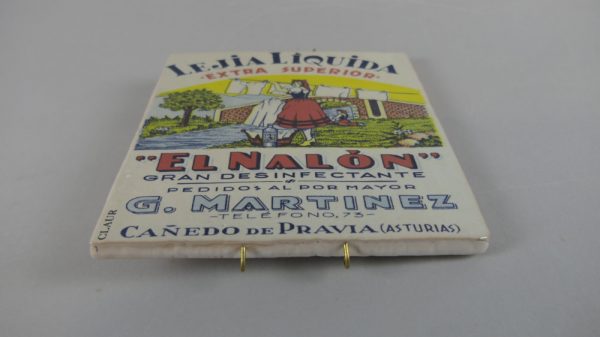 LEJIA LIQUIDA
·EXTRA SUPERIOR·
"EL NALÓN"
GRAN DESINFECTANTE
PEDIDOS AL POR MAYOR
G. MARTINEZ
-TELÉFONO, 73-
CAÑEDO DE PRAVIA (ASTURIAS)
CLAUR